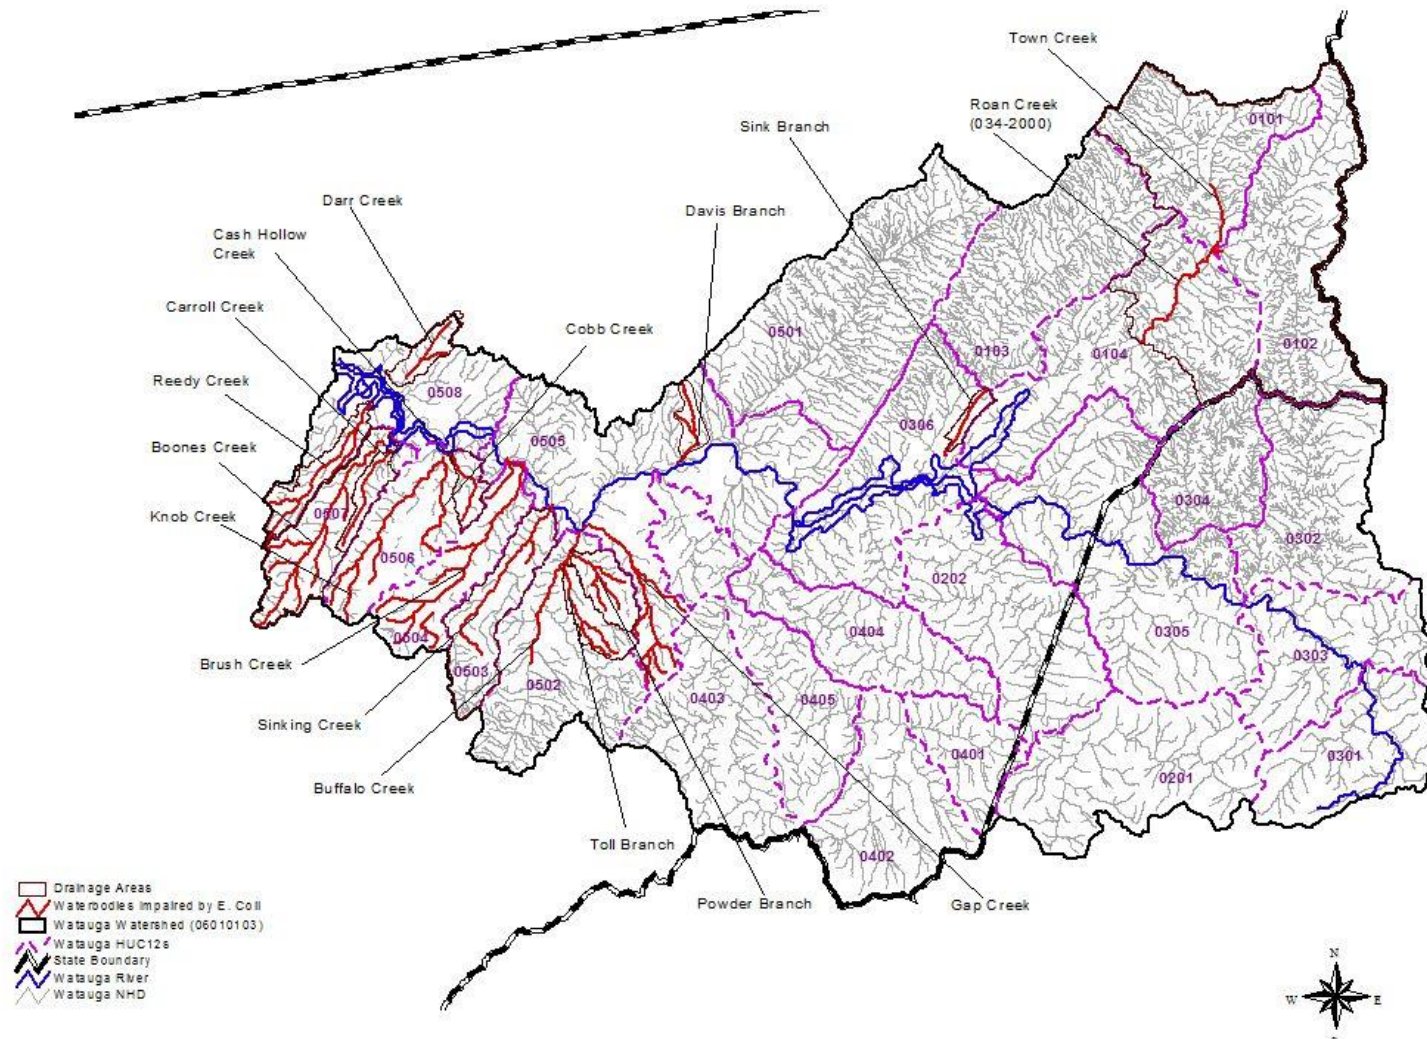 Town Creek
Roan Creek
(034-2000)
0101
Sink Branch
Darr Creek
Davis Branch
Cash Hollow
Creek
Carroll Creek
Cobb Creek
0501
0103
0104
0102
Reedy Creek
0508
0306
0505
Boones Creek
0304
Knob Creek
0507
0302
0506
0202
0404
0305
0303
0504
Brush Creek
0503
0502
0403
0405
Sinking Creek
0401
0301
0201
Buffalo Creek
Toll Branch
0402
Powder Branch
Gap Creek
Drainage Areas
Waterbodies Impaired by E. Coli
Watauga Watershed (06010103)
Watauga HUC12s
State Boundary
Watauga River
Watauga NHD
N
W E